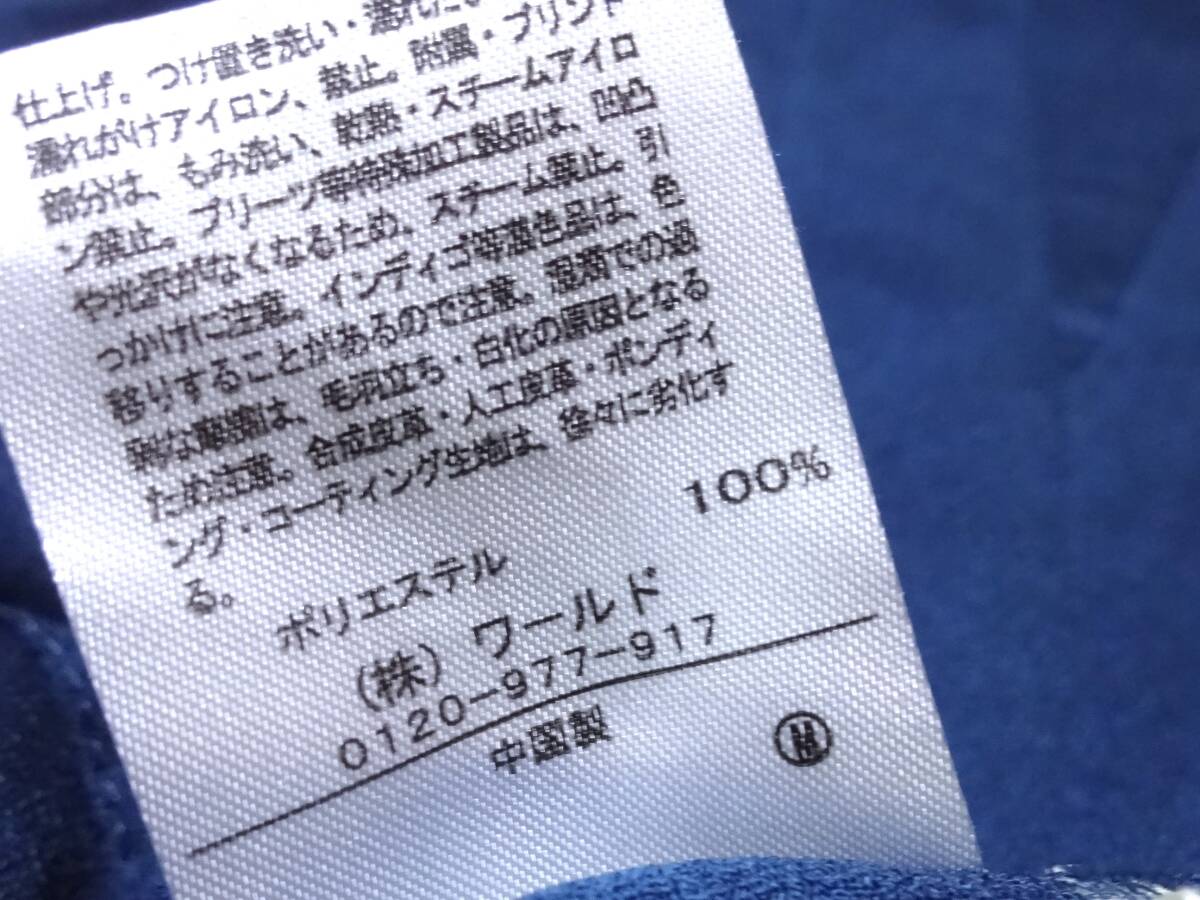 仕上げ。つけ置き洗い・濡れたま
濡れがけアイロン、禁止。附属・プリント
部分は、もみ洗い、乾熱・スチームアイロ
ン禁止。プリーツ等特殊加工製品は、凹凸
や光沢がなくなるため、スチーム禁止。引
っかけに注意。インディゴ等濃色品は、色
移りすることがあるので注意。湿潤での過
剰な摩擦は、毛羽立ち・白化の原因となる
ため注意。合成皮革・人工皮革・ボンディ
ング・コーティング生地は、徐々に劣化す
る。
ポリエステル 100%
(株) ワールド
0120-977-917
中国製